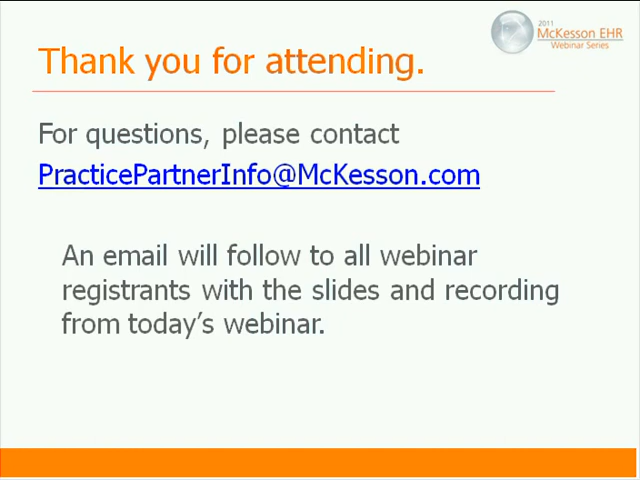 2011
McKesson EHR
Webinar Series
Thank you for attending.
For questions, please contact
PracticePartnerInfo@McKesson.com
An email will follow to all webinar
registrants with the slides and recording
from today’s webinar.